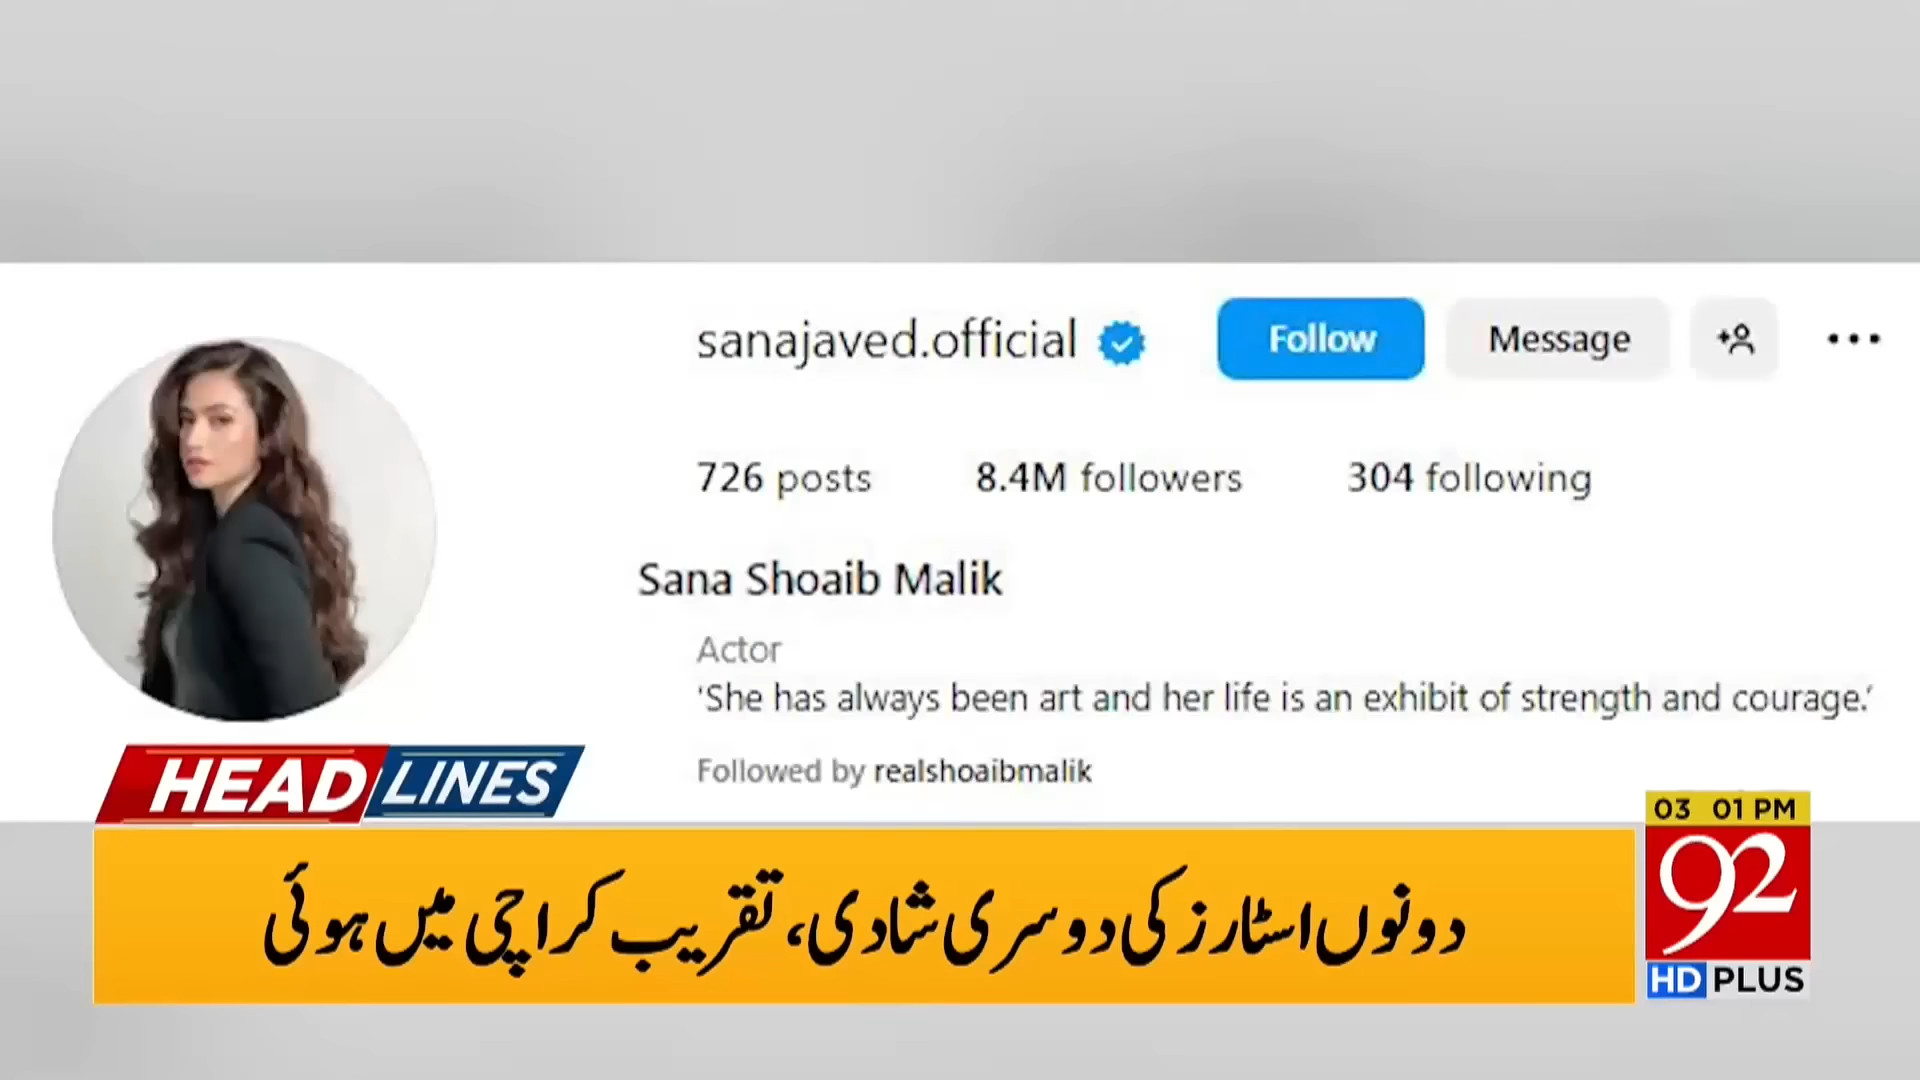 sanajaved.official
Follow
Message
726 posts 8.4M followers 304 following
Sana Shoaib Malik
Actor
'She has always been art and her life is an exhibit of strength and courage.'
Followed by realshoaibmalik
HEADLINES
03 01 PM
92
HD PLUS
دونوں اسٹارز کی دوسری شادی، تقریب کراچی میں ہوئی